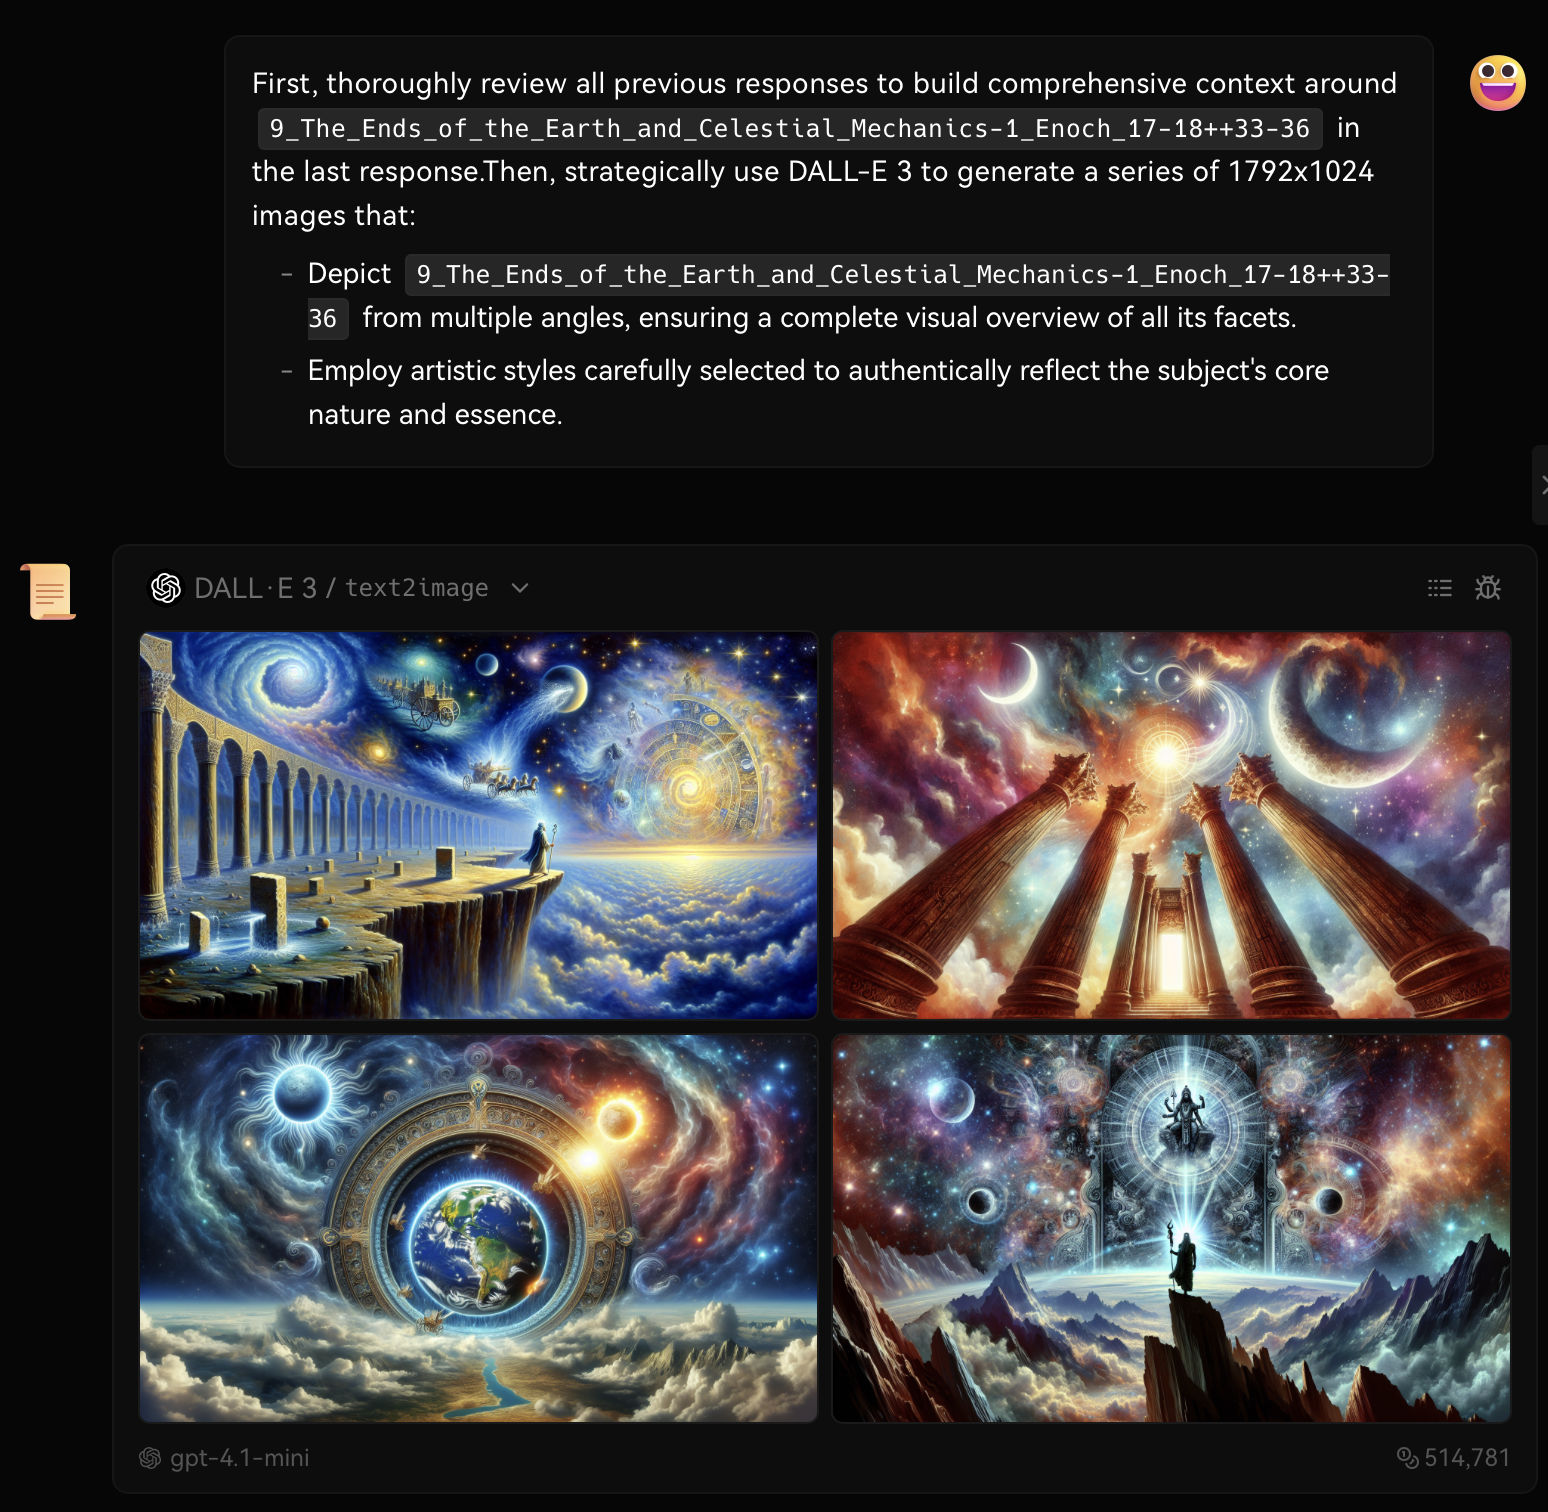 First, thoroughly review all previous responses to build comprehensive context around
9_The_Ends_of_the_Earth_and_Celestial_Mechanics-1_Enoch_17-18++33-36 in
the last response.Then, strategically use DALL-E 3 to generate a series of 1792x1024
images that:
- Depict 9_The_Ends_of_the_Earth_and_Celestial_Mechanics-1_Enoch_17-18++33-
36 from multiple angles, ensuring a complete visual overview of all its facets.
- Employ artistic styles carefully selected to authentically reflect the subject's core
nature and essence.
DALL·E 3 / text2image
gpt-4.1-mini
514,781